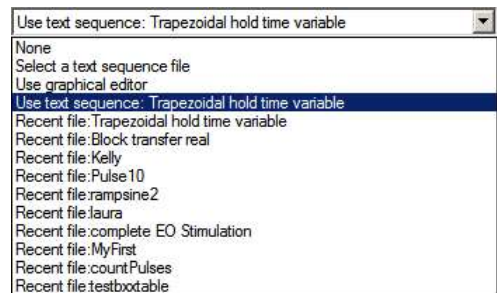 Use text sequence: Trapezoidal hold time variable
None
Select a text sequence file
Use graphical editor
Use text sequence: Trapezoidal hold time variable
Recent file:Trapezoidal hold time variable
Recent file:Block transfer real
Recent file:Kelly
Recent file:Pulse10
Recent file:rampsine2
Recent file:laura
Recent file:complete EO Stimulation
Recent file:MyFirst
Recent file:countPulses
Recent file:testbxxtable